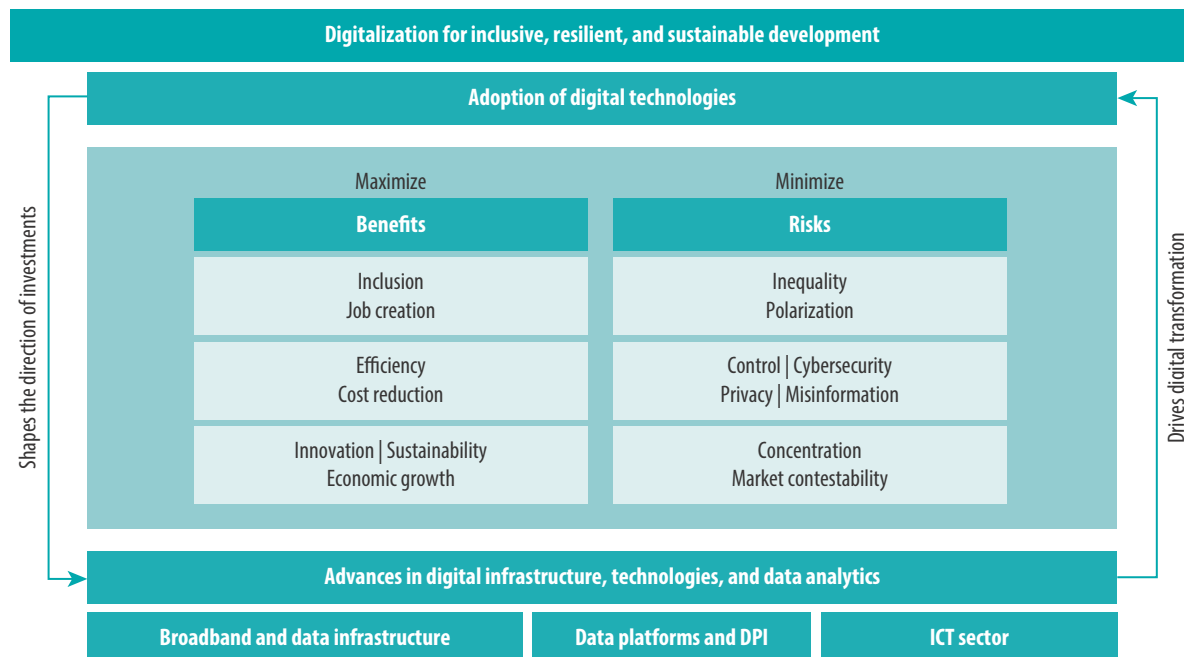 Digitalization for inclusive, resilient, and sustainable development
Adoption of digital technologies
Shapes the direction of investments
Maximize
Benefits
Inclusion
Job creation
Efficiency
Cost reduction
Innovation | Sustainability
Economic growth
Minimize
Risks
Inequality
Polarization
Control | Cybersecurity
Privacy | Misinformation
Concentration
Market contestability
Drives digital transformation
Advances in digital infrastructure, technologies, and data analytics
Broadband and data infrastructure
Data platforms and DPI
ICT sector